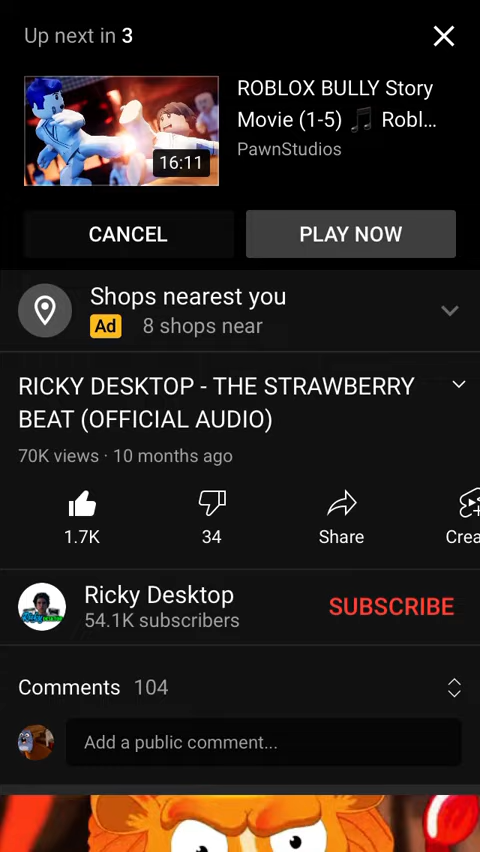 Up next in 3
ROBLOX BULLY Story
Movie (1-5) 🎵 Robl...
PawnStudios
16:11
CANCEL
PLAY NOW
Shops nearest you
Ad 8 shops near
RICKY DESKTOP - THE STRAWBERRY
BEAT (OFFICIAL AUDIO)
70K views · 10 months ago
1.7K
34
Share
Crea
Ricky Desktop
54.1K subscribers
SUBSCRIBE
Comments 104
Add a public comment...